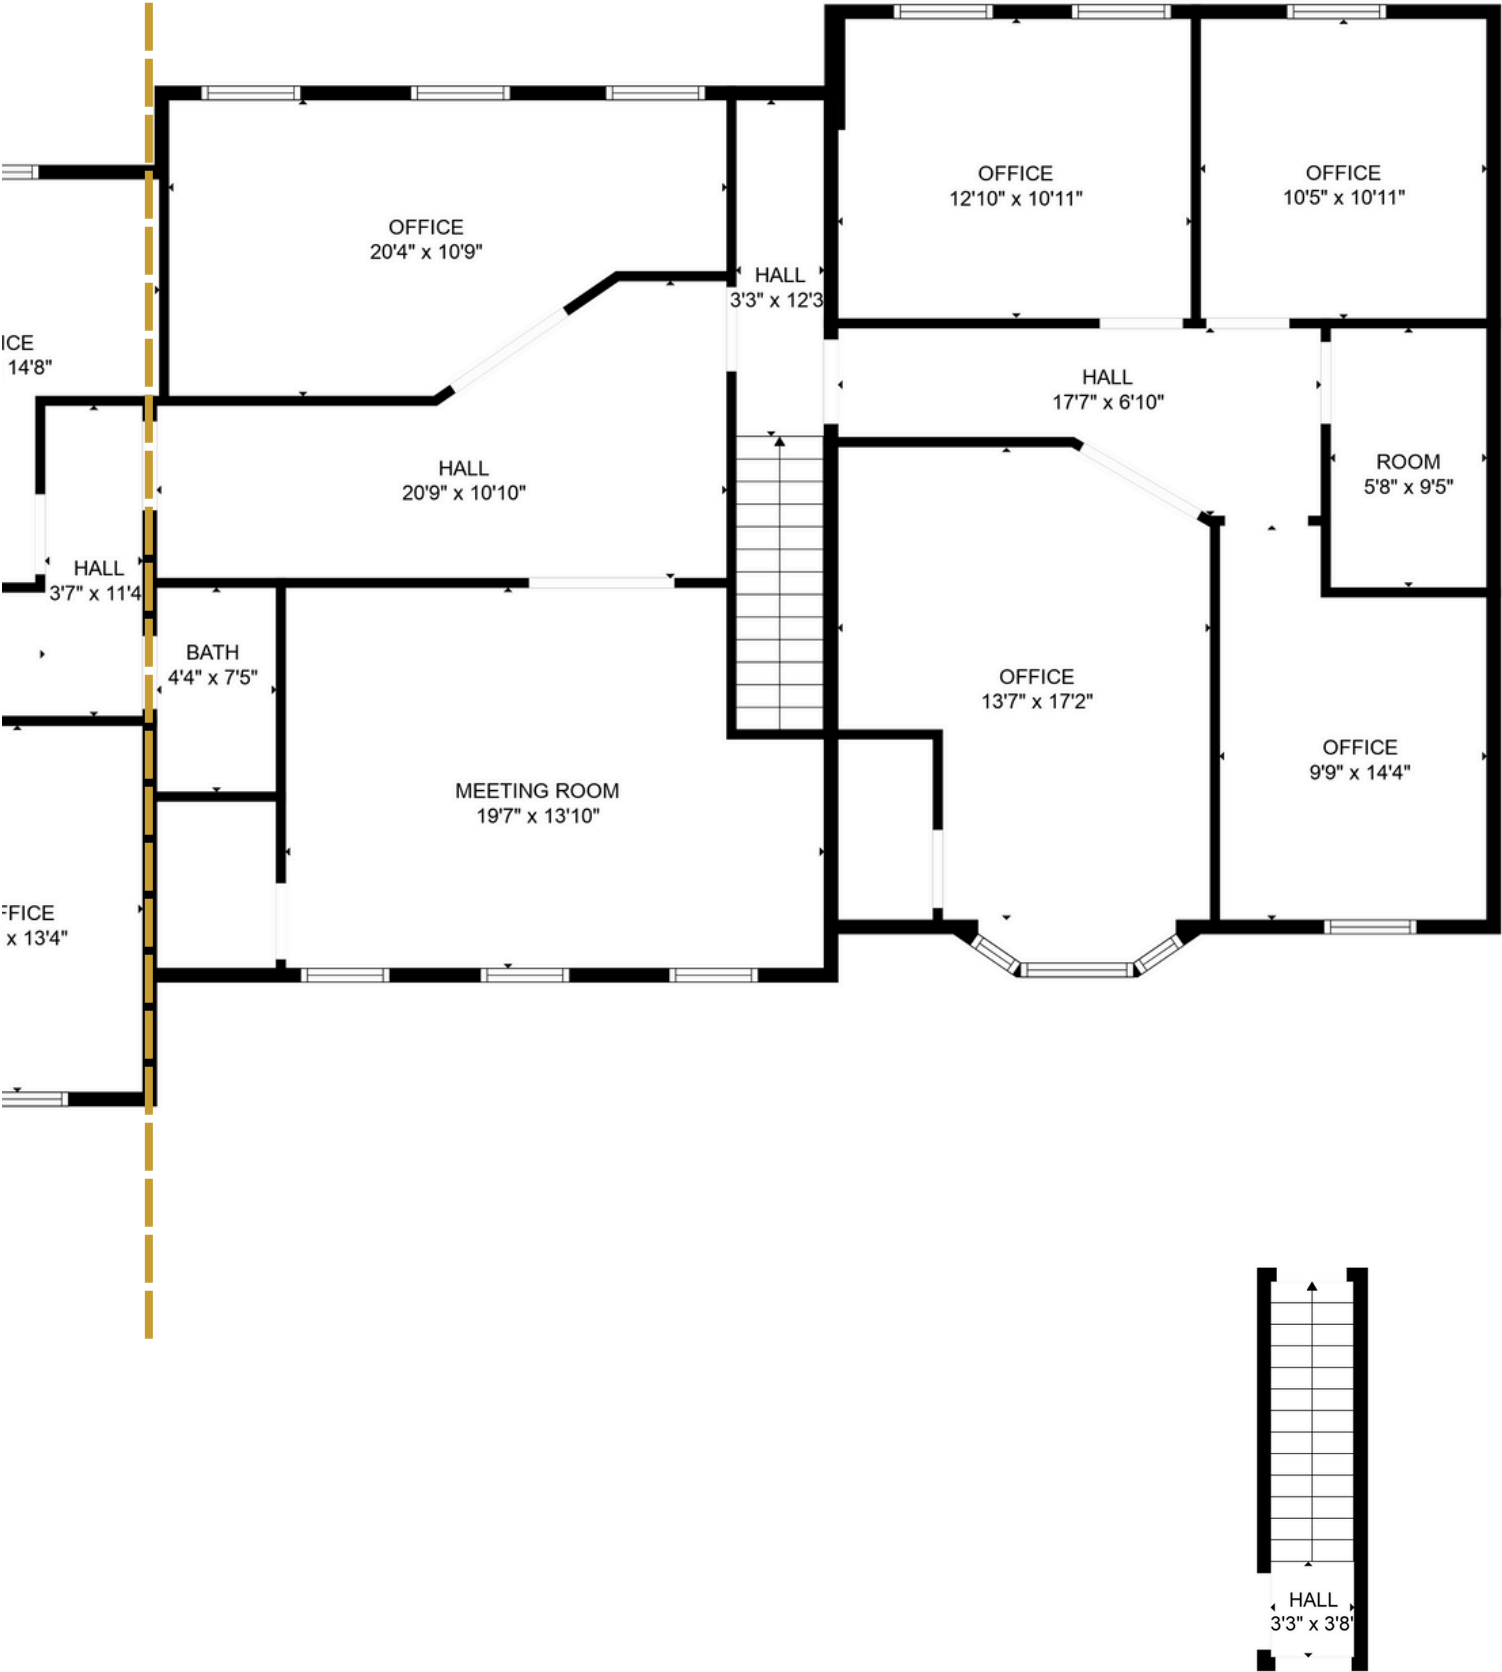 OFFICE
12'10" x 10'11"
OFFICE
10'5" x 10'11"
OFFICE
20'4" x 10'9"
HALL
3'3" x 12'3
ICE
14'8"
HALL
17'7" x 6'10"
HALL
20'9" x 10'10"
ROOM
5'8" x 9'5"
HALL
3'7" x 11'4
BATH
4'4" x 7'5"
OFFICE
13'7" x 17'2"
OFFICE
9'9" x 14'4"
MEETING ROOM
19'7" x 13'10"
FFICE
x 13'4"
HALL
3'3" x 3'8'